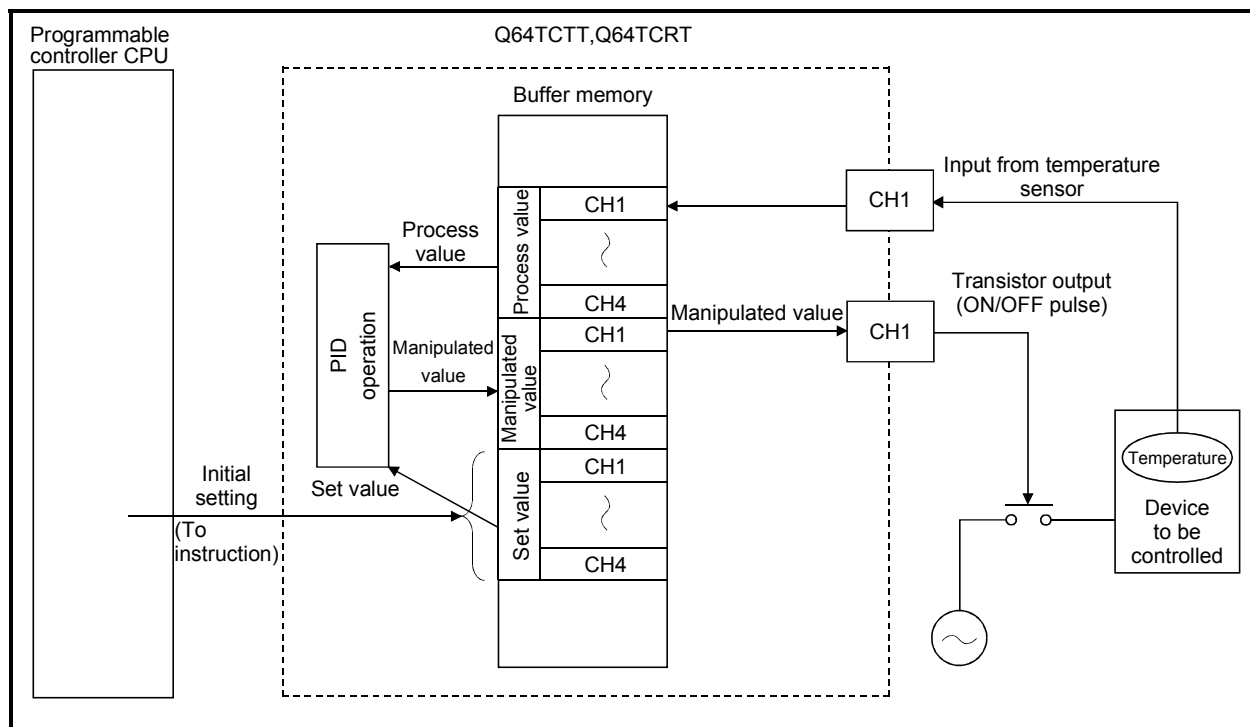 Programmable
controller CPU
Q64TCTT,Q64TCRT
Buffer memory
Process value
CH1
CH4
Manipulated
value
CH1
CH4
Set value
CH1
CH4
PID
operation
Process
value
Manipulated
value
Set value
Initial
setting
(To
instruction)
CH1
Input from temperature
sensor
Manipulated value
CH1
Transistor output
(ON/OFF pulse)
Temperature
Device
to be
controlled